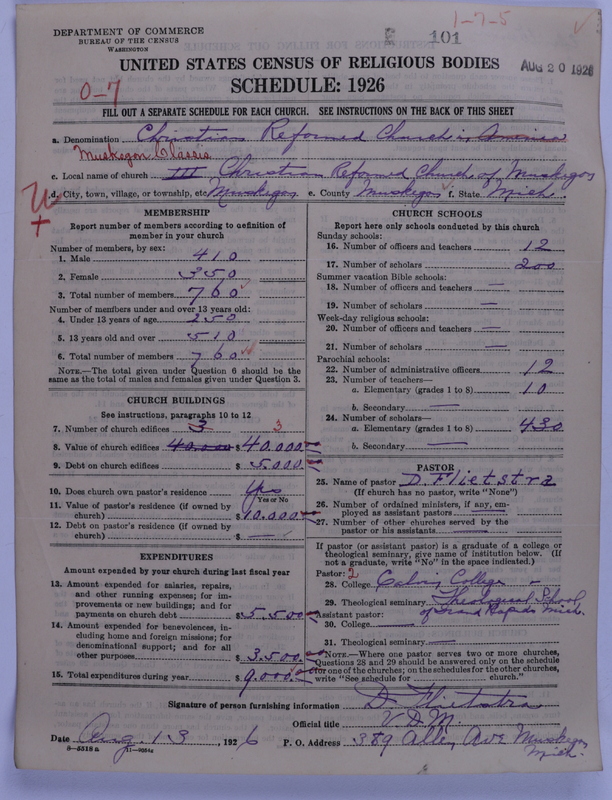 1-7-5
DEPARTMENT OF COMMERCE
BUREAU OF THE CENSUS
WASHINGTON
101
UNITED STATES CENSUS OF RELIGIOUS BODIES
AUG 20 1926
SCHEDULE: 1926
0-7
FILL OUT A SEPARATE SCHEDULE FOR EACH CHURCH. SEE INSTRUCTIONS ON THE BACK OF THIS SHEET
a. Denomination Christian Reformed Church in America
Muskegon Classis
c. Local name of church III Christian Reformed Church of Muskegon
d. City, town, village, or township, etc. Muskegon e. County Muskegon f. State Mich.
MEMBERSHIP
Report number of members according to definition of
member in your church
Number of members, by sex:
1. Male 410
2. Female 350
3. Total number of members 760
Number of members under and over 13 years old:
4. Under 13 years of age 250
5. 13 years old and over 510
6. Total number of members 760
NOTE.—The total given under Question 6 should be
same as the total of males and females given under Question 3.
CHURCH BUILDINGS
See instructions, paragraphs 10 to 12
7. Number of church edifices 3 3
8. Value of church edifices 40,000 $40.000
9. Debt on church edifices $5.000
10. Does church own pastor's residence yes
Yes or No
11. Value of pastor's residence (if owned by
church) $10.000
12. Debt on pastor's residence (if owned by
church) $ —
EXPENDITURES
Amount expended by your church during last fiscal year
13. Amount expended for salaries, repairs,
and other running expenses; for im-
provements or new buildings; and for
payments on church debt $5.500
14. Amount expended for benevolences, in-
cluding home and foreign missions; for
denominational support; and for all
other purposes $3.500
15. Total expenditures during year $9.000
CHURCH SCHOOLS
Report here only schools conducted by this church
Sunday schools:
16. Number of officers and teachers 12
17. Number of scholars 200
Summer vacation Bible schools:
18. Number of officers and teachers —
19. Number of scholars —
Week-day religious schools:
20. Number of officers and teachers —
21. Number of scholars —
Parochial schools:
22. Number of administrative officers 12
23. Number of teachers—
a. Elementary (grades 1 to 8) 10
b. Secondary —
24. Number of scholars—
a. Elementary (grades 1 to 8) 430
b. Secondary —
PASTOR
25. Name of pastor D. Flietstra
(If church has no pastor, write "None")
26. Number of ordained ministers, if any, em-
ployed as assistant pastors —
27. Number of other churches served by the
pastor or his assistants —
If pastor (or assistant pastor) is a graduate of a college or
theological seminary, give name of institution below. (If
not a graduate, write "No" in the space indicated.)
Pastor: 2
28. College Calvin College
29. Theological seminary Theological School
of Grand Rapids Mich.
Assistant pastor:
30. College —
31. Theological seminary —
NOTE.—Where one pastor serves two or more churches,
Questions 28 and 29 should be answered only on the schedule
for one of the churches; on the schedules for the other churches,
write "See schedule for church."
Signature of person furnishing information D. Flietstra
Official title V.D.M.
Date Aug. 13, 1926 P. O. Address 389 Allen Ave Muskegon
Mich.
8-5318 a